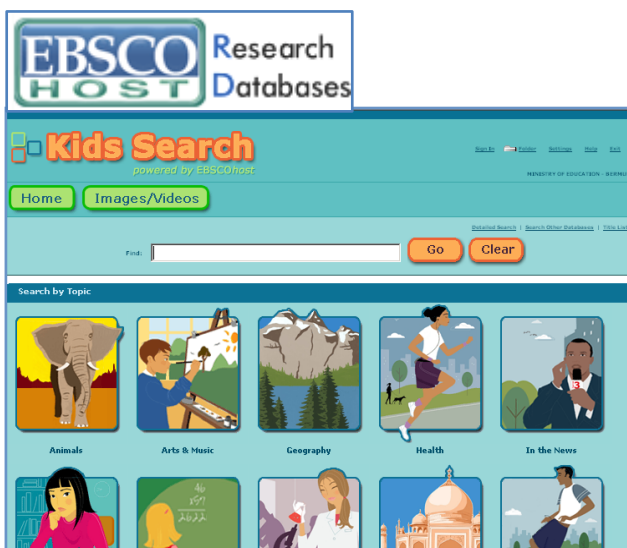 EBSCO Research
HOST Databases
Kids Search
powered by EBSCOhost
Sign In Folder Settings Help Exit
MINISTRY OF EDUCATION - BERMU
Home Images/Videos
Detailed Search | Search Other Databases | Title List
Find: Go Clear
Search by Topic
3
Animals Arts & Music Geography Health In the News
46